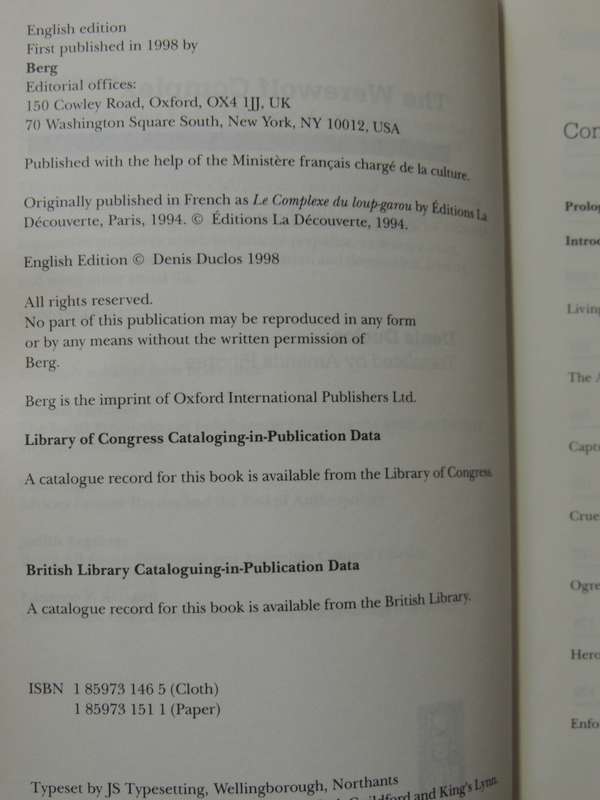 English edition
First published in 1998 by
Berg
Editorial offices:
150 Cowley Road, Oxford, OX4 1JJ, UK
70 Washington Square South, New York, NY 10012, USA
Published with the help of the Ministère français chargé de la culture.
Originally published in French as Le Complexe du loup-garou by Éditions La
Découverte, Paris, 1994. © Éditions La Découverte, 1994.
English Edition © Denis Duclos 1998
All rights reserved.
No part of this publication may be reproduced in any form
or by any means without the written permission of
Berg.
Berg is the imprint of Oxford International Publishers Ltd.
Library of Congress Cataloging-in-Publication Data
A catalogue record for this book is available from the Library of Congress.
British Library Cataloguing-in-Publication Data
A catalogue record for this book is available from the British Library.
ISBN 1 85973 146 5 (Cloth)
1 85973 151 1 (Paper)
Typeset by JS Typesetting, Wellingborough, Northants
Guildford and King's Lynn.
Con
Prolo
Introd
Living
The A
Capt
Crue
Ogre
Hero
Enfo